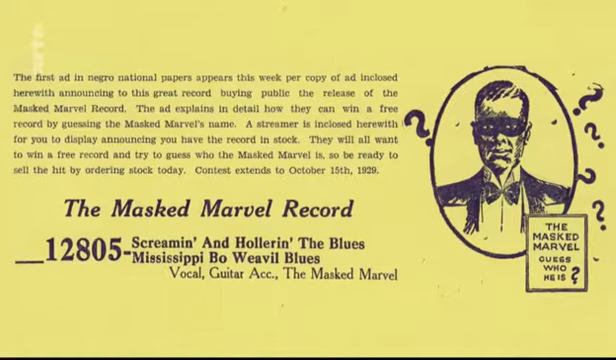 The first ad in negro national papers appears this week per copy of ad inclosed
herewith announcing to this great record buying public the release of the
Masked Marvel Record. The ad explains in detail how they can win a free
record by guessing the Masked Marvel's name. A streamer is inclosed herewith
for you to display announcing you have the record in stock. They will all want
to win a free record and try to guess who the Masked Marvel is, so be ready to
sell the hit by ordering stock today. Contest extends to October 15th, 1929.
The Masked Marvel Record
__12805-Screamin' And Hollerin' The Blues
Mississippi Bo Weavil Blues
Vocal, Guitar Acc., The Masked Marvel
? ? ? ? ? ?
THE
MASKED
MARVEL
GUESS
WHO
HE IS ?